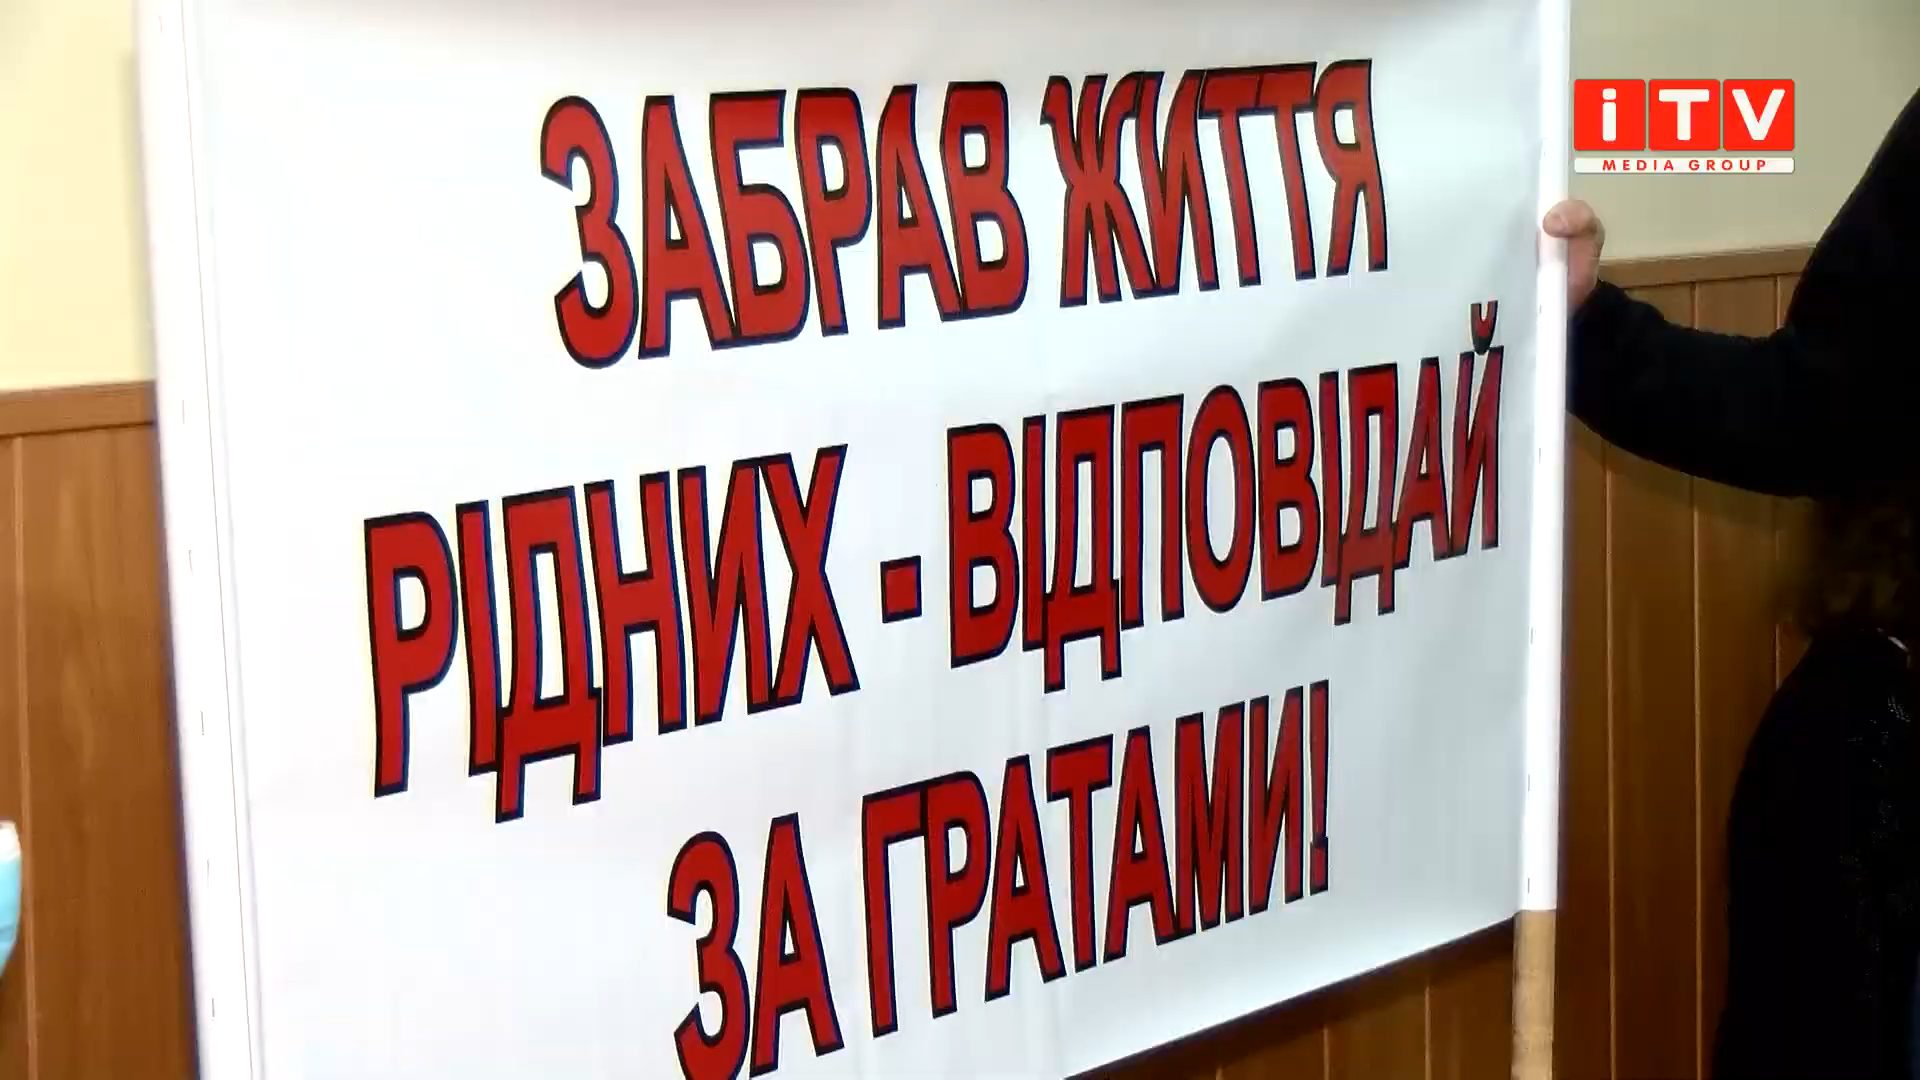 ЗАБРАВ ЖИТТЯ
РІДНИХ - ВІДПОВІДАЙ
ЗА ГРАТАМИ!
iTV
MEDIA GROUP